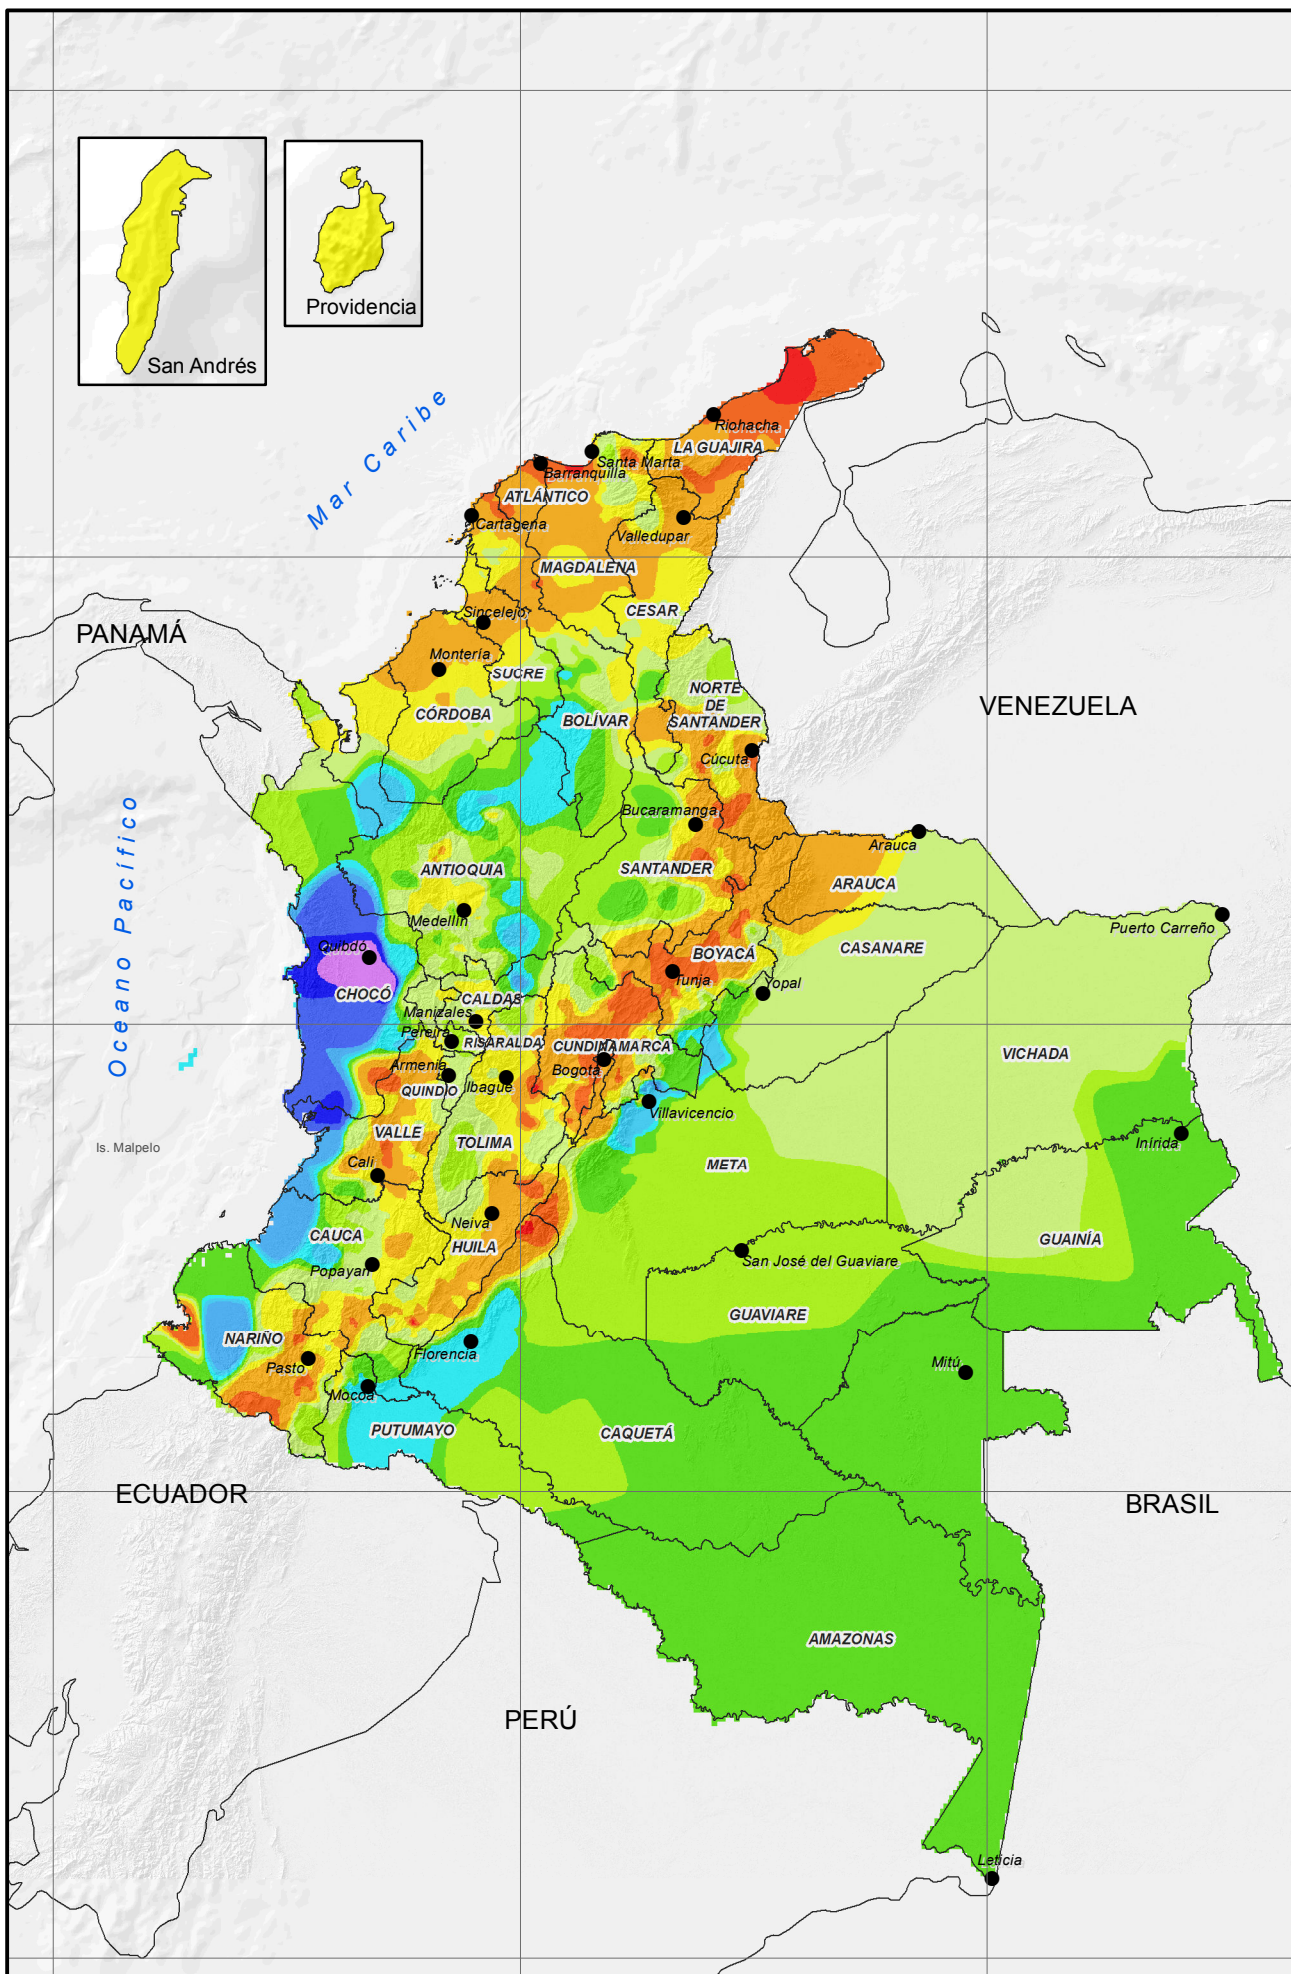 Providencia
San Andrés
Mar Caribe
Riohacha
LA GUAJIRA
Santa Marta
Barranquilla
ATLÁNTICO
Cartagena
Valledupar
MAGDALENA
CESAR
Sincelejo
PANAMÁ
Montería
SUCRE
NORTE
DE
SANTANDER
VENEZUELA
CÓRDOBA
BOLÍVAR
Cúcuta
Oceano Pacífico
Bucaramanga
Arauca
ANTIOQUIA
SANTANDER
ARAUCA
Medellín
Puerto Carreño
Quibdó
BOYACÁ
CASANARE
Tunja
Yopal
CHOCÓ
CALDAS
Manizales
Pereira
RISARALDA
CUNDINAMARCA
VICHADA
Armenia
Bogotá
QUINDIO
Ibagué
Villavicencio
VALLE
TOLIMA
Is. Malpelo
Inírida
Cali
META
Neiva
CAUCA
HUILA
GUAINÍA
Popayan
San José del Guaviare
GUAVIARE
NARIÑO
Florencia
Pasto
Mitú
Mocoa
PUTUMAYO
CAQUETÁ
ECUADOR
BRASIL
AMAZONAS
PERÚ
Leticia